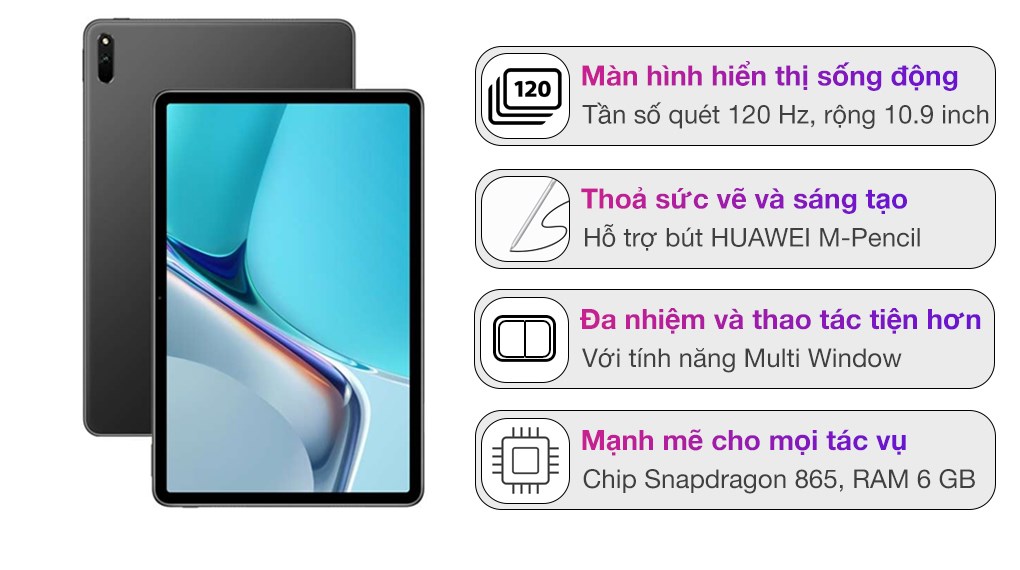 120
Màn hình hiển thị sống động
Tần số quét 120 Hz, rộng 10.9 inch
Thoả sức vẽ và sáng tạo
Hỗ trợ bút HUAWEI M-Pencil
Đa nhiệm và thao tác tiện hơn
Với tính năng Multi Window
Mạnh mẽ cho mọi tác vụ
Chip Snapdragon 865, RAM 6 GB